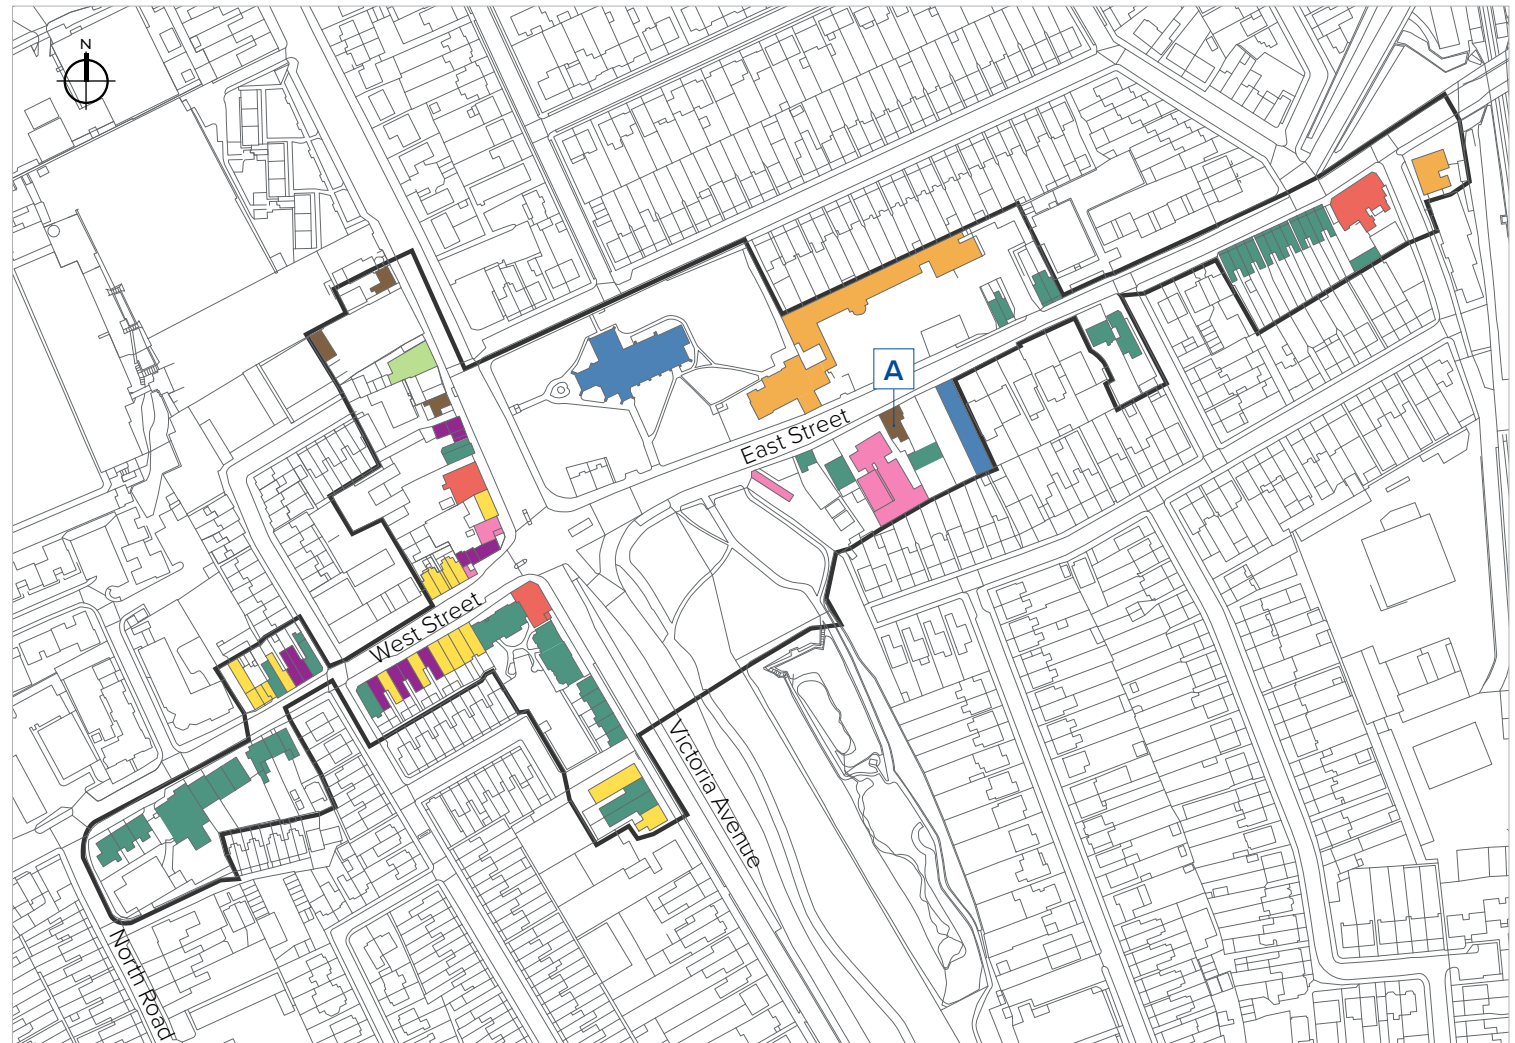 N
A
East Street
West Street
Victoria Avenue
North Road